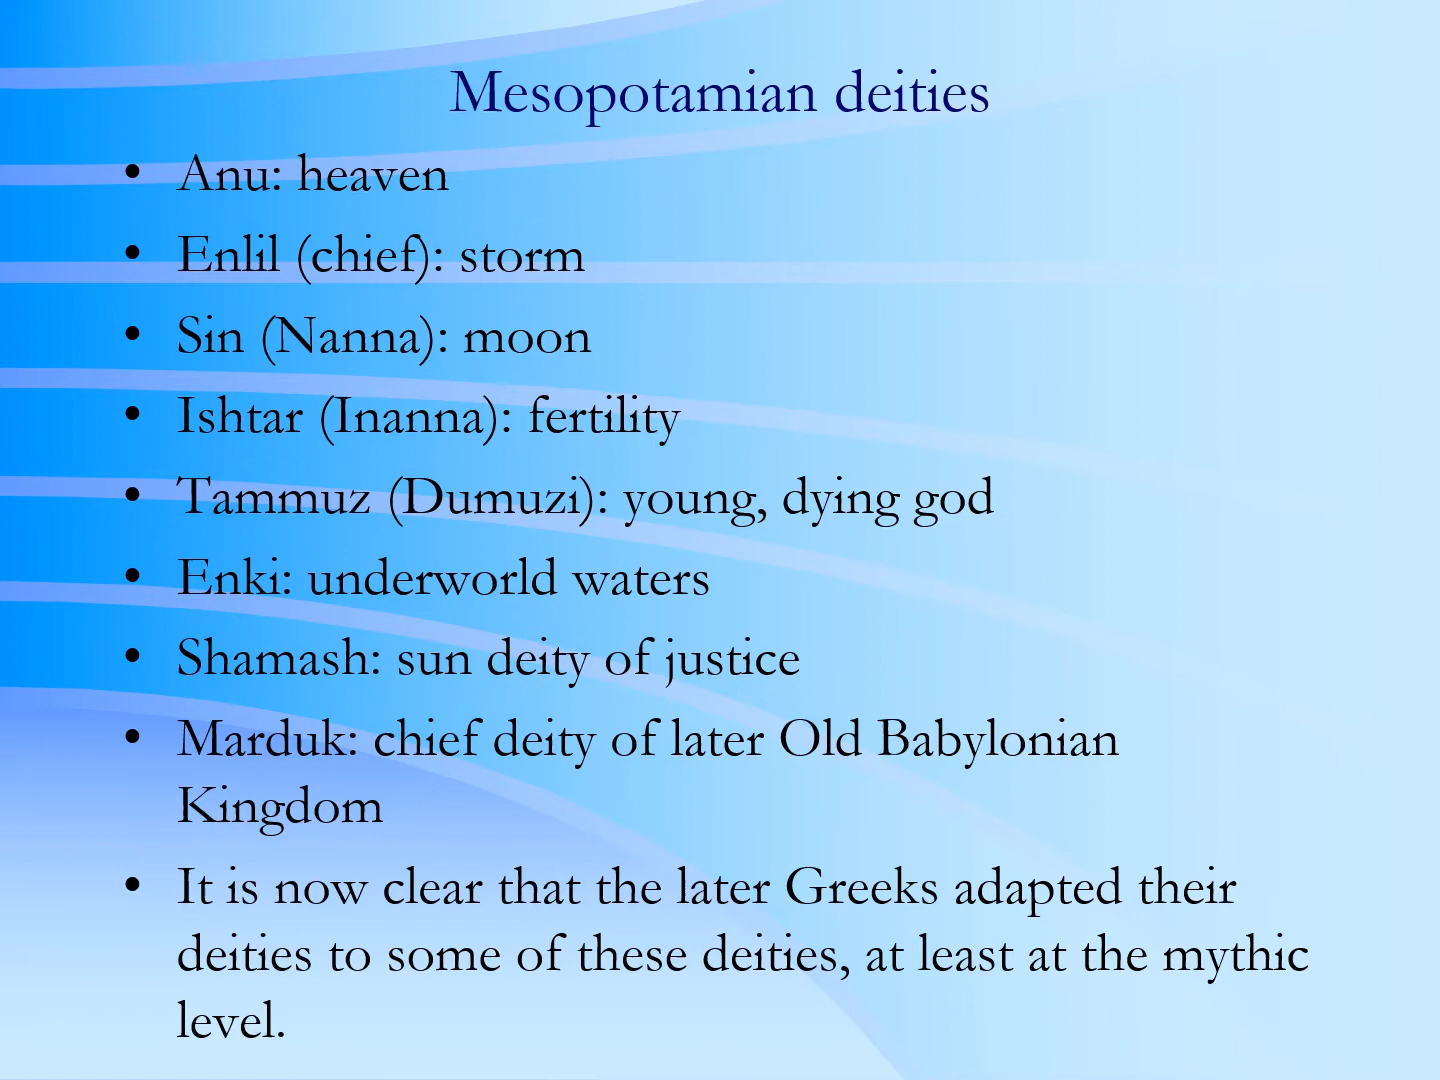 Mesopotamian deities
• Anu: heaven
• Enlil (chief): storm
• Sin (Nanna): moon
• Ishtar (Inanna): fertility
• Tammuz (Dumuzi): young, dying god
• Enki: underworld waters
• Shamash: sun deity of justice
• Marduk: chief deity of later Old Babylonian
Kingdom
• It is now clear that the later Greeks adapted their
deities to some of these deities, at least at the mythic
level.